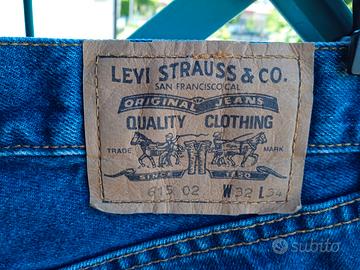 LEVI STRAUSS & CO.
SAN FRANCISCO, CAL.
ORIGINAL JEANS
QUALITY CLOTHING
TRADE MARK
SINCE 1850
615 02 W 32 L 34
subito